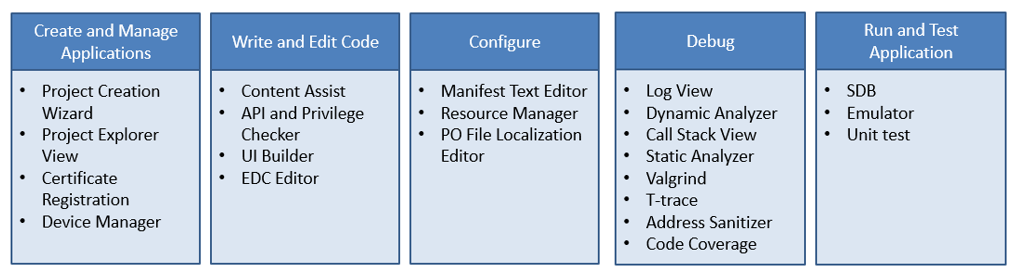 Create and Manage
Applications
• Project Creation
Wizard
• Project Explorer
View
• Certificate
Registration
• Device Manager
Write and Edit Code
• Content Assist
• API and Privilege
Checker
• UI Builder
• EDC Editor
Configure
• Manifest Text Editor
• Resource Manager
• PO File Localization
Editor
Debug
• Log View
• Dynamic Analyzer
• Call Stack View
• Static Analyzer
• Valgrind
• T-trace
• Address Sanitizer
• Code Coverage
Run and Test
Application
• SDB
• Emulator
• Unit test